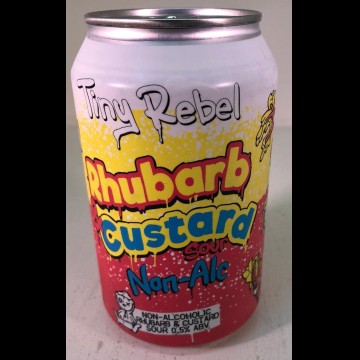 Tiny Rebel
Rhubarb
Custard
SOUR
Non-Alc
NON-ALCOHOLIC
RHUBARB & CUSTARD
SOUR 0,5% ABV